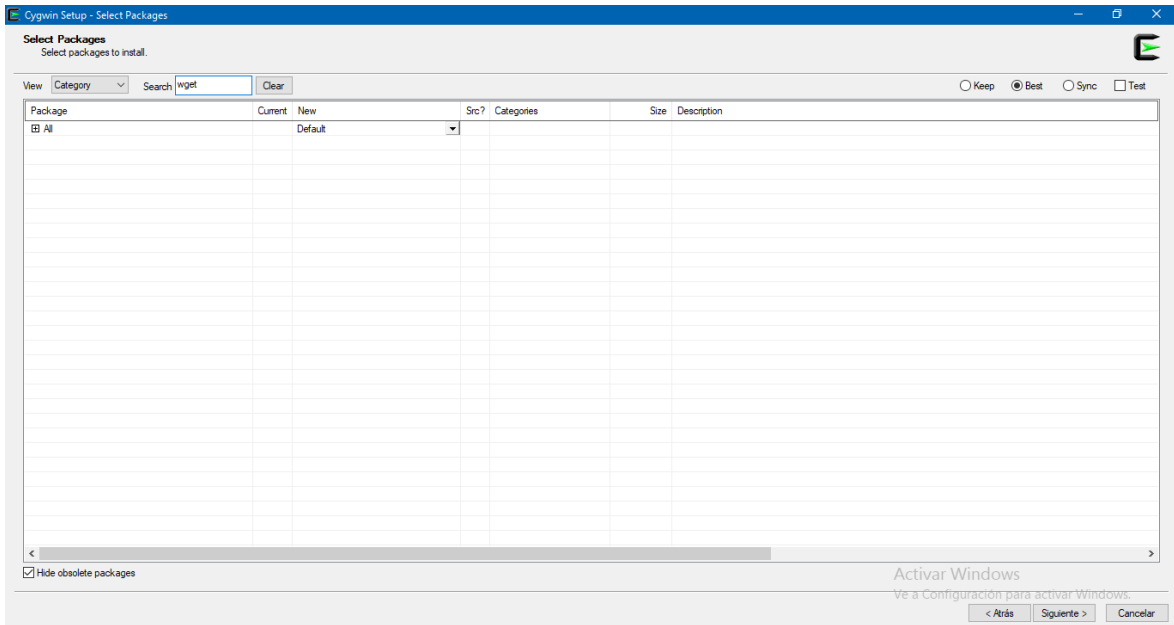 Cygwin Setup - Select Packages
Select Packages
Select packages to install.
View Category Search wget Clear Keep Best Sync Test
Package Current New Src? Categories Size Description
All Default
Hide obsolete packages
Activar Windows
Ve a Configuración para activar Windows.
< Atrás Siguiente > Cancelar